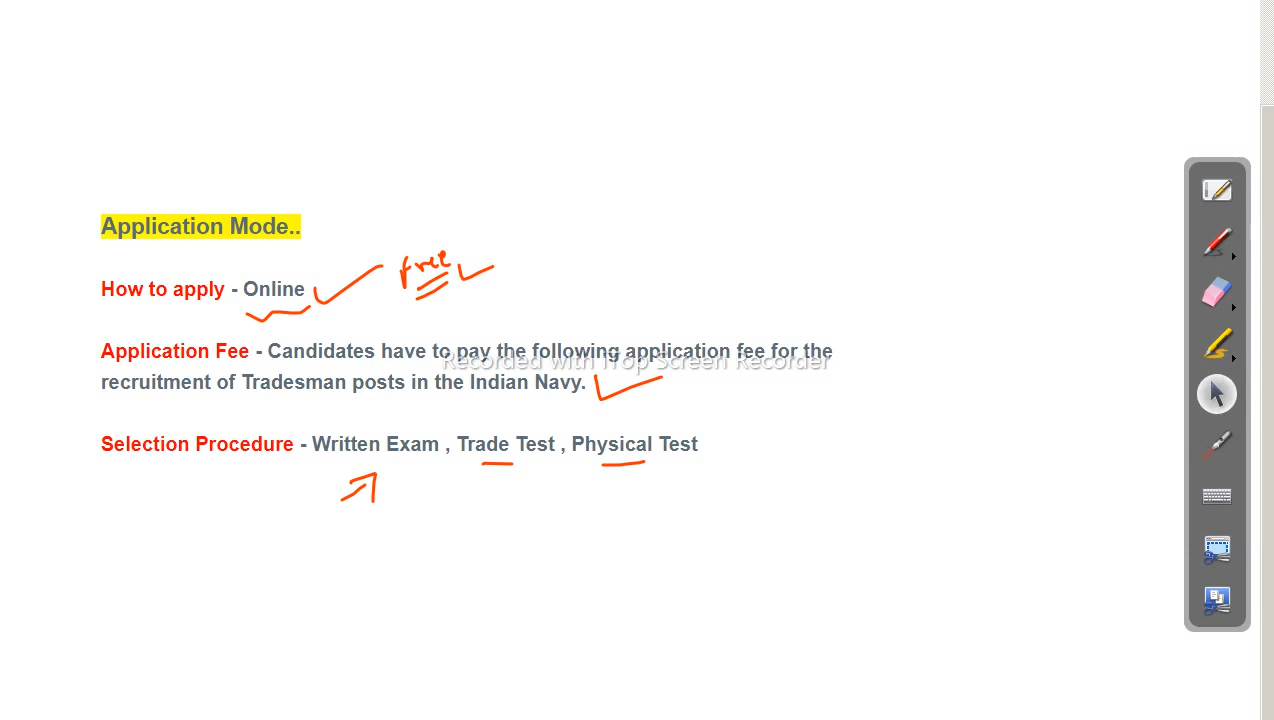 Application Mode..
free
How to apply - Online
Application Fee - Candidates have to pay the following application fee for the
Recorded with iTop Screen Recorder
recruitment of Tradesman posts in the Indian Navy.
Selection Procedure - Written Exam , Trade Test , Physical Test